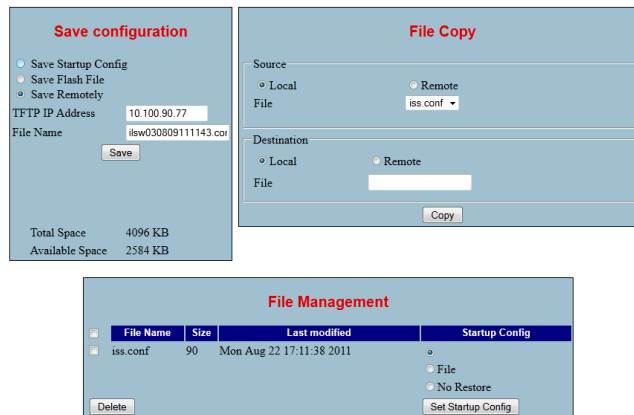 Save configuration
Save Startup Config
Save Flash File
Save Remotely
TFTP IP Address 10.100.90.77
File Name ilsw030809111143.cor
Save
Total Space 4096 KB
Available Space 2584 KB
File Copy
Source
Local Remote
File iss.conf
Destination
Local Remote
File
Copy
File Management
File Name Size Last modified Startup Config
iss.conf 90 Mon Aug 22 17:11:38 2011
File
No Restore
Delete Set Startup Config